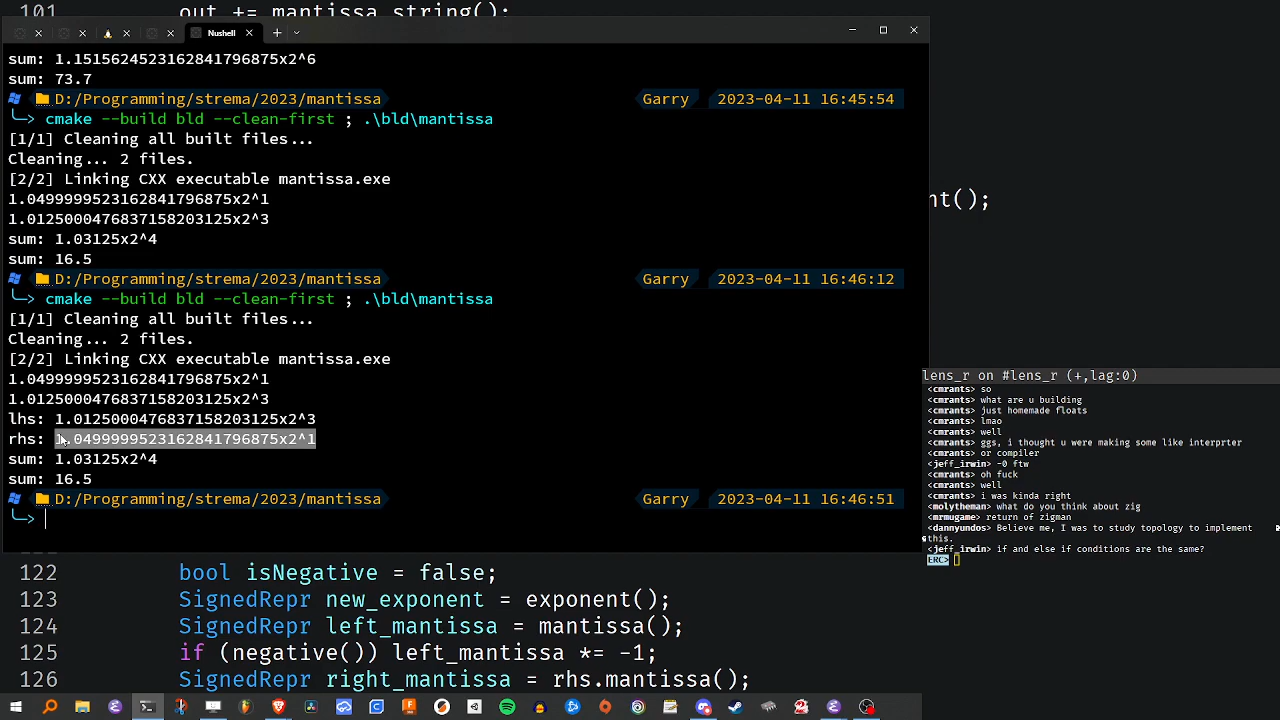 101 out += mantissa_string();
Nushell
sum: 1.1515624523162841796875x2^6
sum: 73.7
D:/Programming/strema/2023/mantissa Garry 2023-04-11 16:45:54
cmake --build bld --clean-first ; .\bld\mantissa
[1/1] Cleaning all built files...
Cleaning... 2 files.
[2/2] Linking CXX executable mantissa.exe
1.0499999523162841796875x2^1
1.01250004768371582​03125x2^3
sum: 1.03125x2^4
sum: 16.5
D:/Programming/strema/2023/mantissa Garry 2023-04-11 16:46:12
cmake --build bld --clean-first ; .\bld\mantissa
[1/1] Cleaning all built files...
Cleaning... 2 files.
[2/2] Linking CXX executable mantissa.exe
1.0499999523162841796875x2^1
1.0125000476837158203125x2^3
lhs: 1.0125000476837158203125x2^3
rhs: 1.0499999523162841796875x2^1
sum: 1.03125x2^4
sum: 16.5
D:/Programming/strema/2023/mantissa Garry 2023-04-11 16:46:51
nt();
lens_r on #lens_r (+,lag:0)
<cmrants> so
<cmrants> what are u building
<cmrants> just homemade floats
<cmrants> lmao
<cmrants> well
<cmrants> ggs, i thought u were making some like interprter
<cmrants> or compiler
<jeff_irwin> -0 ftw
<cmrants> oh fuck
<cmrants> well
<cmrants> i was kinda right
<molytheman> what do you think about zig
<mrmugame> return of zigman
<dannyundos> Believe me, I was to study topology to implement
this.
<jeff_irwin> if and else if conditions are the same?
ERC>
122 bool isNegative = false;
123 SignedRepr new_exponent = exponent();
124 SignedRepr left_mantissa = mantissa();
125 if (negative()) left_mantissa *= -1;
126 SignedRepr right_mantissa = rhs.mantissa();